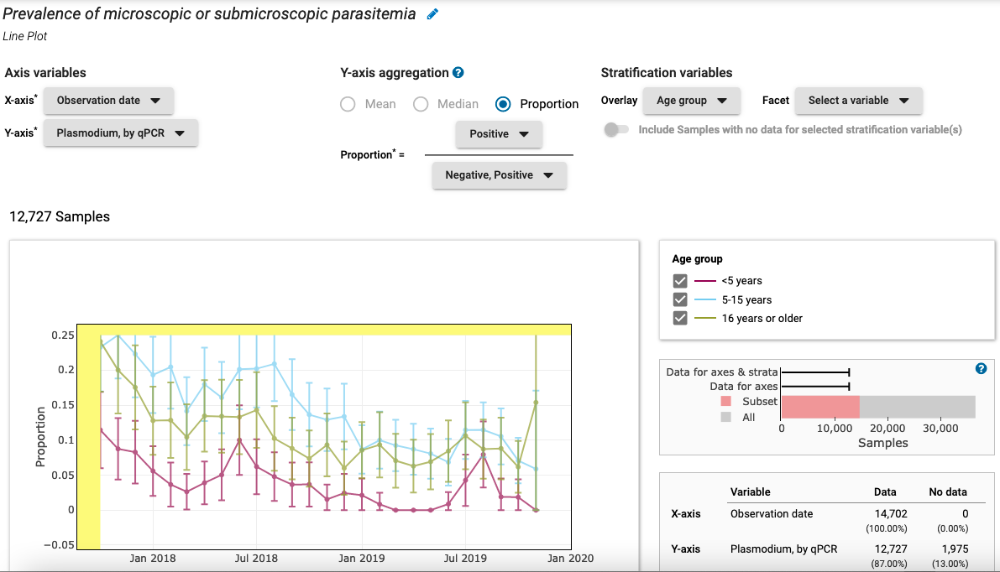 Prevalence of microscopic or submicroscopic parasitemia
Line Plot
Axis variables
X-axis* Observation date
Y-axis* Plasmodium, by qPCR
Y-axis aggregation ?
Mean Median Proportion
Proportion* = Positive
Negative, Positive
Stratification variables
Overlay Age group Facet Select a variable
Include Samples with no data for selected stratification variable(s)
12,727 Samples
0.25
0.2
0.15
0.1
0.05
0
−0.05
Proportion
Jan 2018 Jul 2018 Jan 2019 Jul 2019 Jan 2020
Age group
<5 years
5-15 years
16 years or older
?
Data for axes & strata
Data for axes
Subset
All
0 10,000 20,000 30,000
Samples
Variable Data No data
X-axis Observation date 14,702 0
(100.00%) (0.00%)
Y-axis Plasmodium, by qPCR 12,727 1,975
(87.00%) (13.00%)